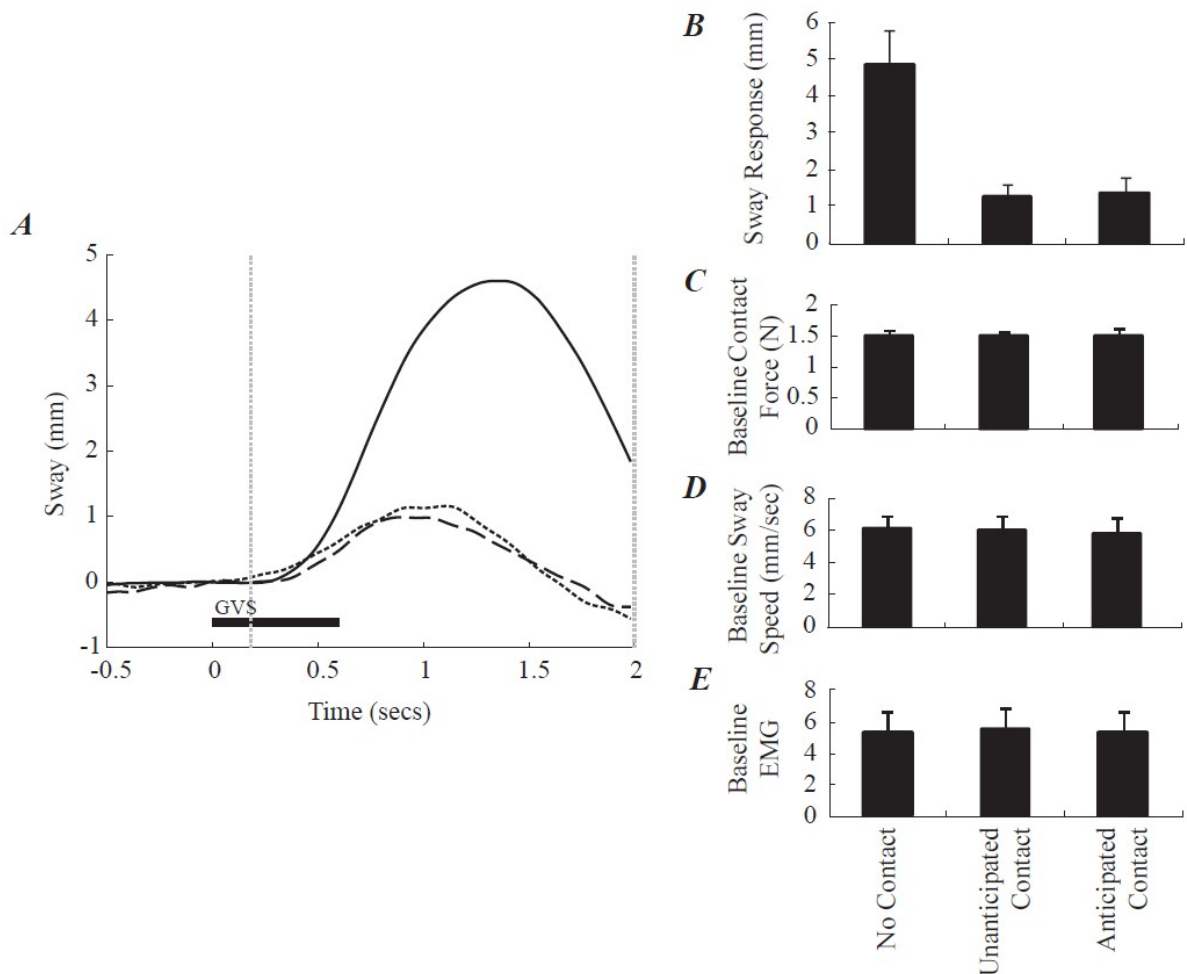 A
Sway (mm)
5
4
3
2
1
0
-1
GVS
-0.5
0
0.5
1
1.5
2
Time (secs)
B
Sway Response (mm)
6
5
4
3
2
1
0
C
Baseline Contact
Force (N)
2
1.5
1
0.5
0
D
Baseline Sway
Speed (mm/sec)
8
6
4
2
0
E
Baseline
EMG
8
6
4
2
0
No Contact
Unanticipated
Contact
Anticipated
Contact